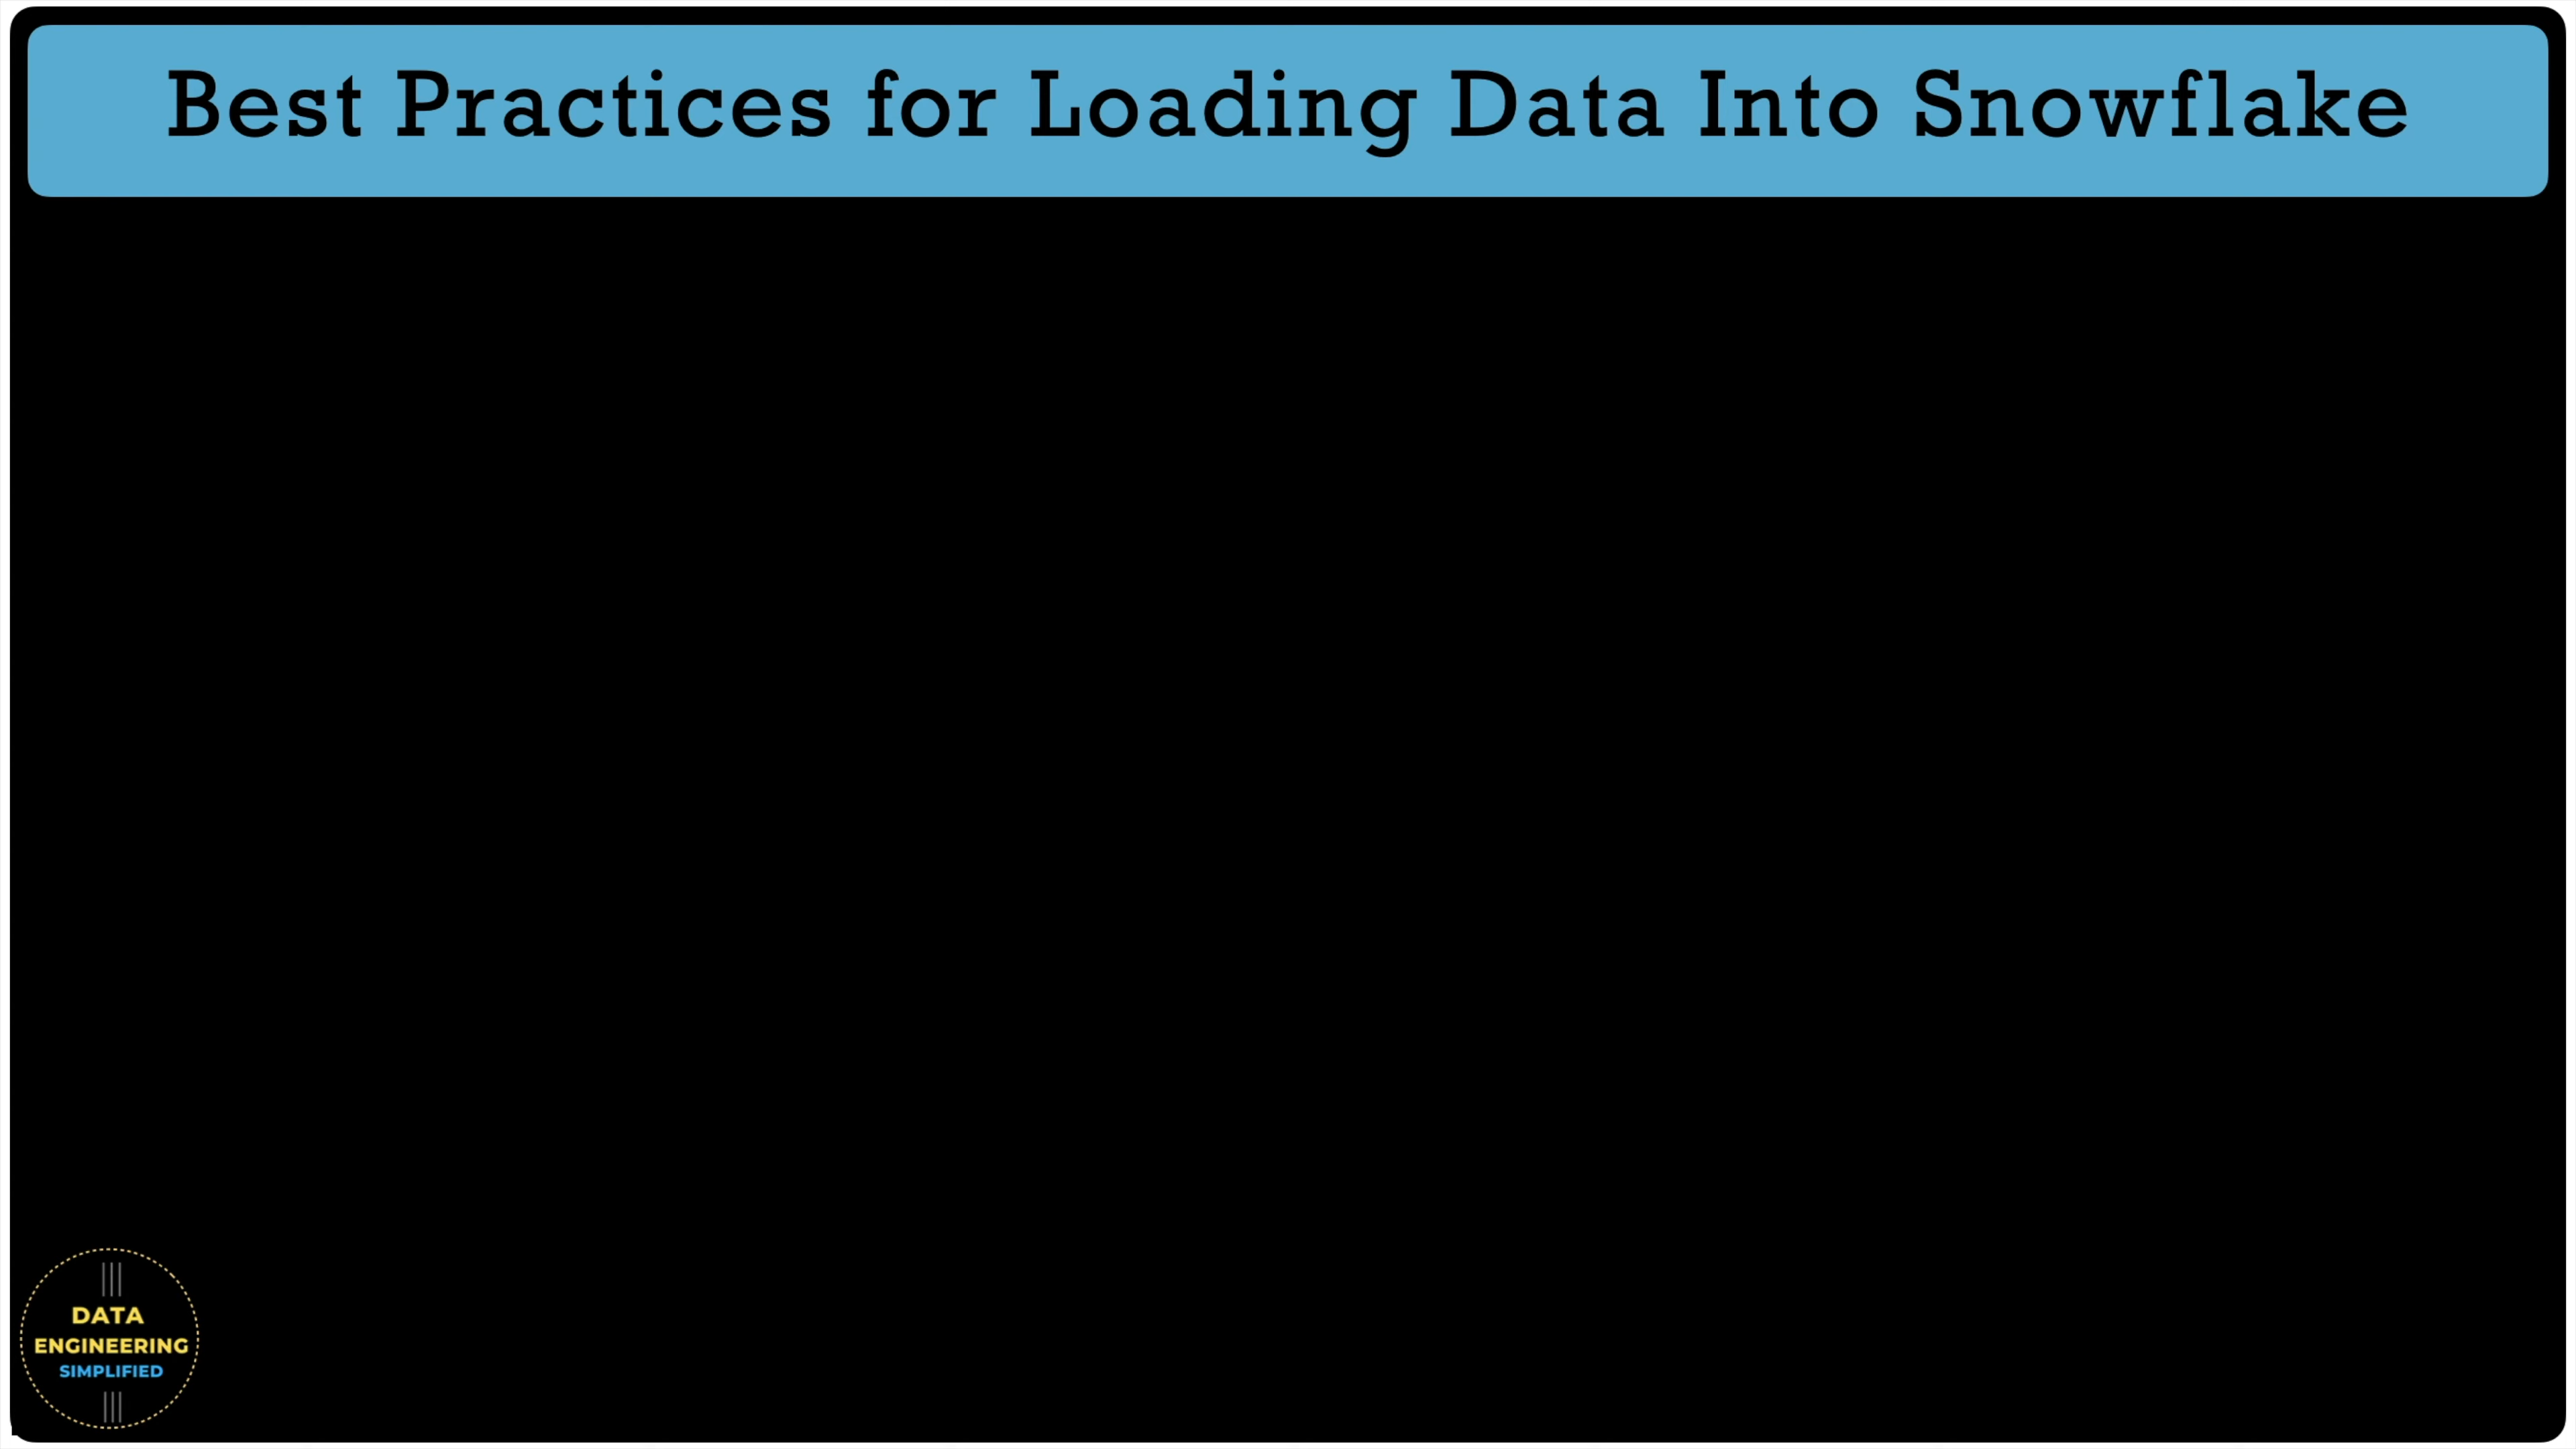 Best Practices for Loading Data Into Snowflake
DATA
ENGINEERING
SIMPLIFIED